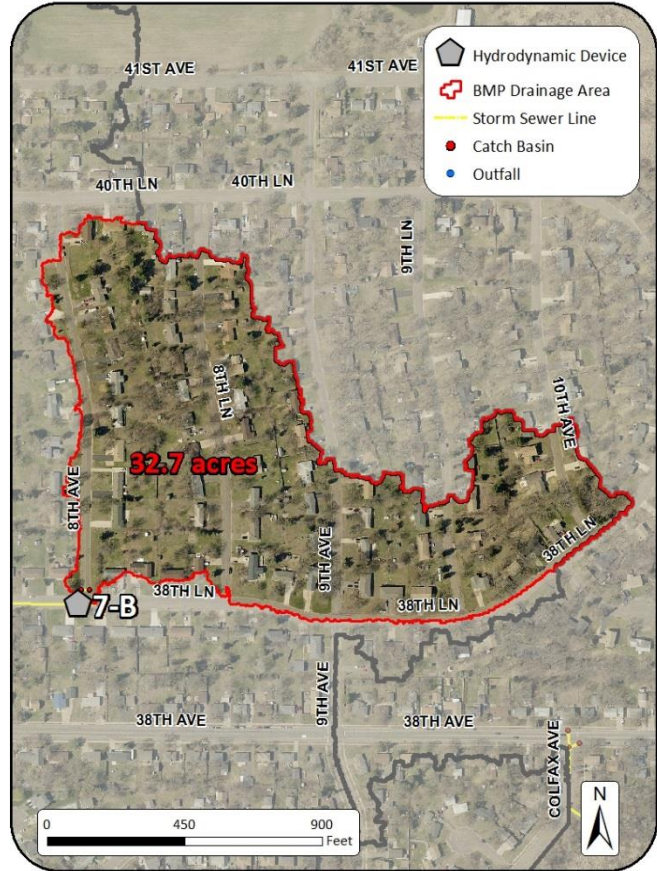 41ST AVE
41ST AVE
Hydrodynamic Device
BMP Drainage Area
Storm Sewer Line
Catch Basin
Outfall
40TH LN
40TH LN
9TH LN
8TH LN
10TH AVE
32.7 acres
8TH AVE
9TH AVE
38TH LN
7-B
38TH LN
38TH LN
9TH AVE
38TH AVE
38TH AVE
COLFAX AVE
N
0 450 900
Feet